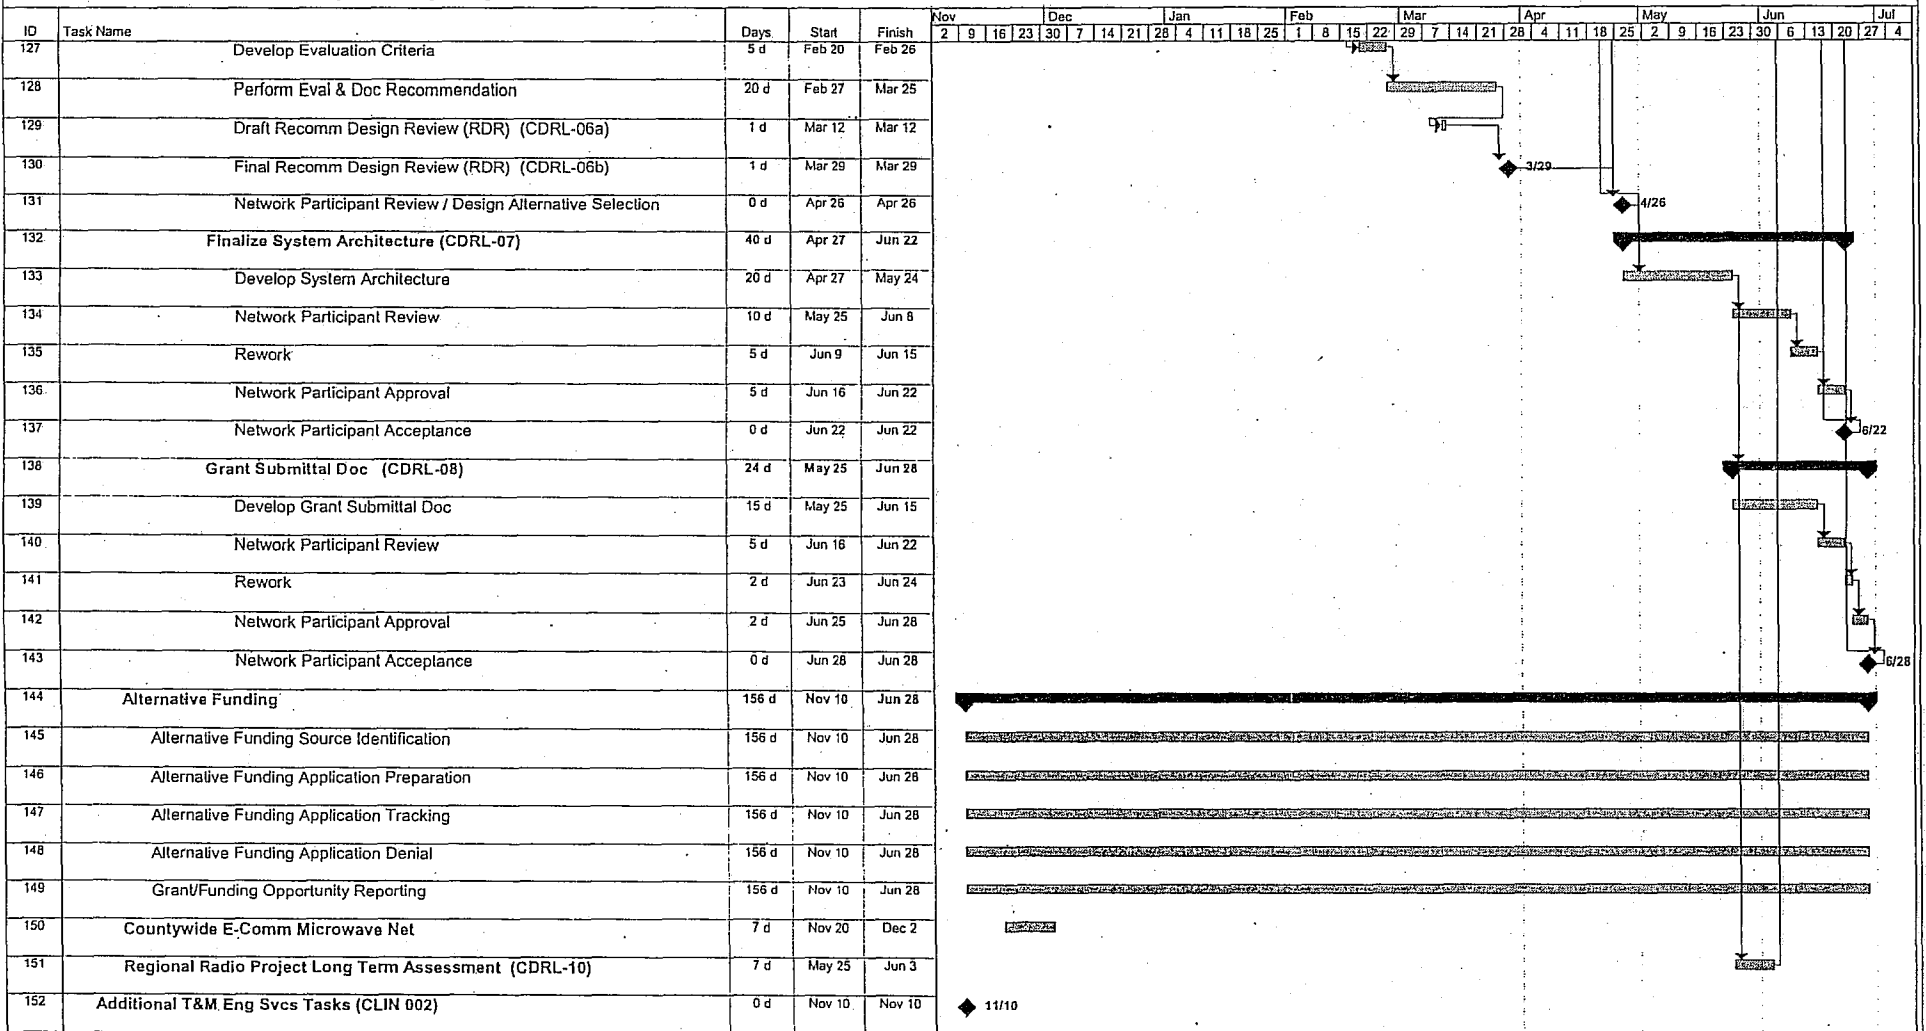 Nov Dec Jan Feb Mar Apr May Jun Jul
ID Task Name Days Start Finish 2 9 16 23 30 7 14 21 28 4 11 18 25 1 8 15 22 29 7 14 21 28 4 11 18 25 2 9 16 23 30 6 13 20 27 4
127 Develop Evaluation Criteria 5 d Feb 20 Feb 26
128 Perform Eval & Doc Recommendation 20 d Feb 27 Mar 25
129 Draft Recomm Design Review (RDR) (CDRL-06a) 1 d Mar 12 Mar 12
130 Final Recomm Design Review (RDR) (CDRL-06b) 1 d Mar 29 Mar 29 3/29
131 Network Participant Review / Design Alternative Selection 0 d Apr 26 Apr 26 4/26
132 Finalize System Architecture (CDRL-07) 40 d Apr 27 Jun 22
133 Develop System Architecture 20 d Apr 27 May 24
134 Network Participant Review 10 d May 25 Jun 8
135 Rework 5 d Jun 9 Jun 15
136 Network Participant Approval 5 d Jun 16 Jun 22
137 Network Participant Acceptance 0 d Jun 22 Jun 22 6/22
138 Grant Submittal Doc (CDRL-08) 24 d May 25 Jun 28
139 Develop Grant Submittal Doc 15 d May 25 Jun 15
140 Network Participant Review 5 d Jun 16 Jun 22
141 Rework 2 d Jun 23 Jun 24
142 Network Participant Approval 2 d Jun 25 Jun 28
143 Network Participant Acceptance 0 d Jun 28 Jun 28 6/28
144 Alternative Funding 156 d Nov 10 Jun 28
145 Alternative Funding Source Identification 156 d Nov 10 Jun 28
146 Alternative Funding Application Preparation 156 d Nov 10 Jun 28
147 Alternative Funding Application Tracking 156 d Nov 10 Jun 28
148 Alternative Funding Application Denial 156 d Nov 10 Jun 28
149 Grant/Funding Opportunity Reporting 156 d Nov 10 Jun 28
150 Countywide E-Comm Microwave Net 7 d Nov 20 Dec 2
151 Regional Radio Project Long Term Assessment (CDRL-10) 7 d May 25 Jun 3
152 Additional T&M Eng Svcs Tasks (CLIN 002) 0 d Nov 10 Nov 10 11/10